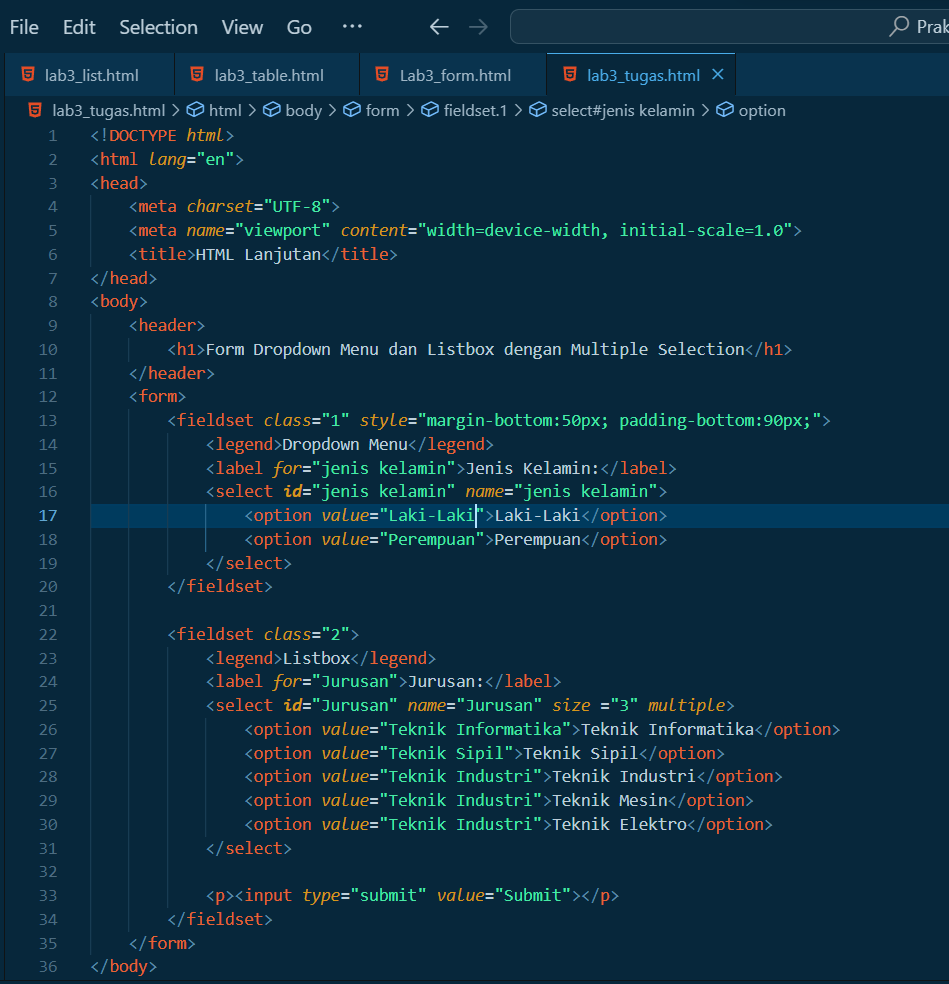 File Edit Selection View Go ··· ← → Prak
lab3_list.html lab3_table.html Lab3_form.html lab3_tugas.html ×
lab3_tugas.html > html > body > form > fieldset.1 > select#jenis kelamin > option
1 <!DOCTYPE html>
2 <html lang="en">
3 <head>
4     <meta charset="UTF-8">
5     <meta name="viewport" content="width=device-width, initial-scale=1.0">
6     <title>HTML Lanjutan</title>
7 </head>
8 <body>
9     <header>
10         <h1>Form Dropdown Menu dan Listbox dengan Multiple Selection</h1>
11     </header>
12     <form>
13         <fieldset class="1" style="margin-bottom:50px; padding-bottom:90px;">
14             <legend>Dropdown Menu</legend>
15             <label for="jenis kelamin">Jenis Kelamin:</label>
16             <select id="jenis kelamin" name="jenis kelamin">
17                 <option value="Laki-Laki">Laki-Laki</option>
18                 <option value="Perempuan">Perempuan</option>
19             </select>
20         </fieldset>
21
22         <fieldset class="2">
23             <legend>Listbox</legend>
24             <label for="Jurusan">Jurusan:</label>
25             <select id="Jurusan" name="Jurusan" size ="3" multiple>
26                 <option value="Teknik Informatika">Teknik Informatika</option>
27                 <option value="Teknik Sipil">Teknik Sipil</option>
28                 <option value="Teknik Industri">Teknik Industri</option>
29                 <option value="Teknik Industri">Teknik Mesin</option>
30                 <option value="Teknik Industri">Teknik Elektro</option>
31             </select>
32
33             <p><input type="submit" value="Submit"></p>
34         </fieldset>
35     </form>
36 </body>